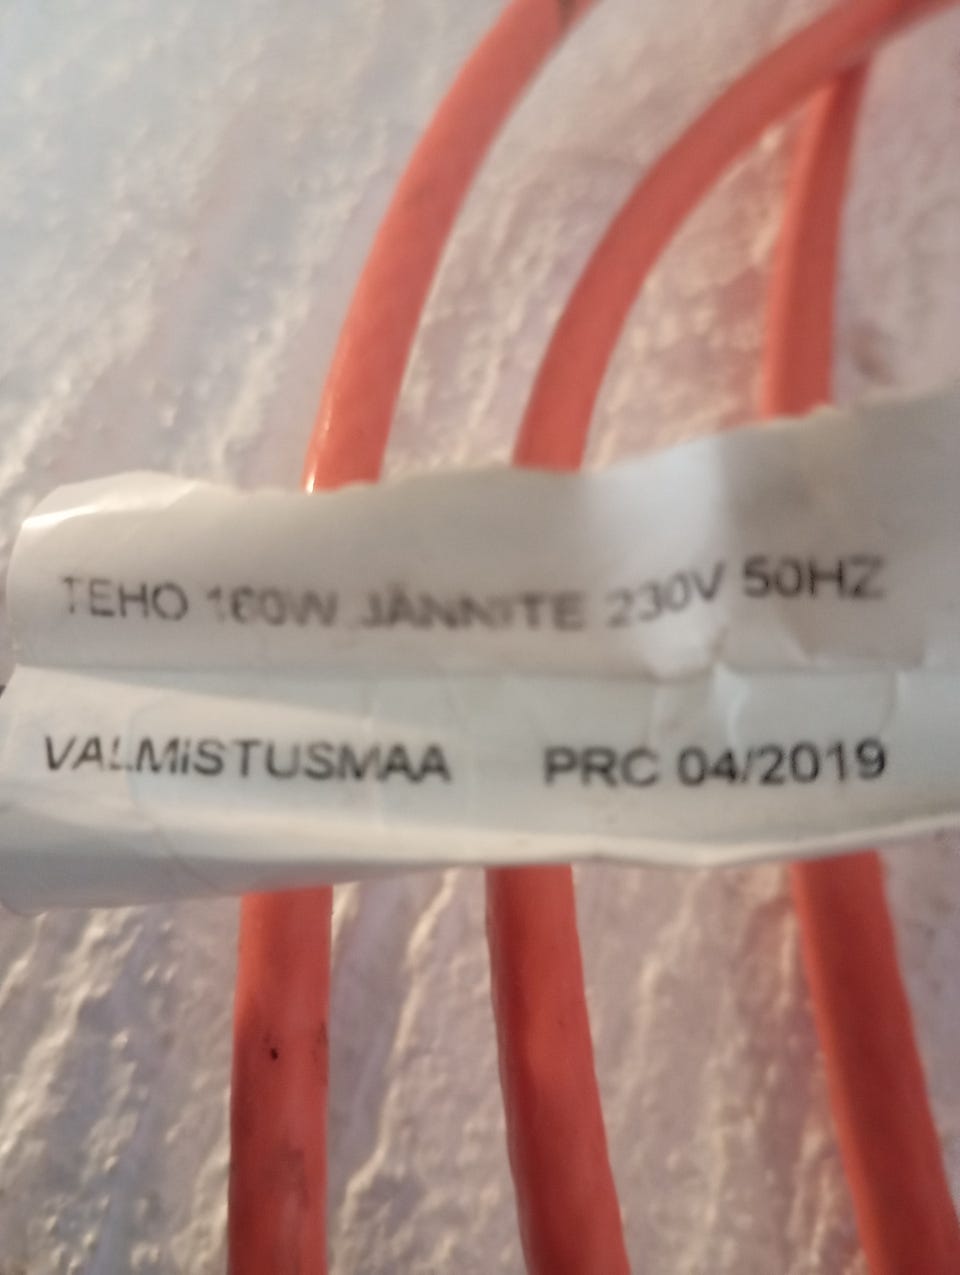 TEHO 160W JÄNNITE 230V 50HZ
VALMISTUSMAA PRC 04/2019